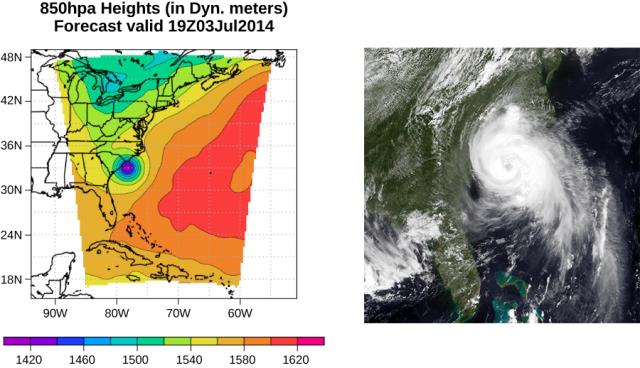 850hpa Heights (in Dyn. meters)
Forecast valid 19Z03Jul2014
48N
42N
36N
30N
24N
18N
90W 80W 70W 60W
1420 1460 1500 1540 1580 1620